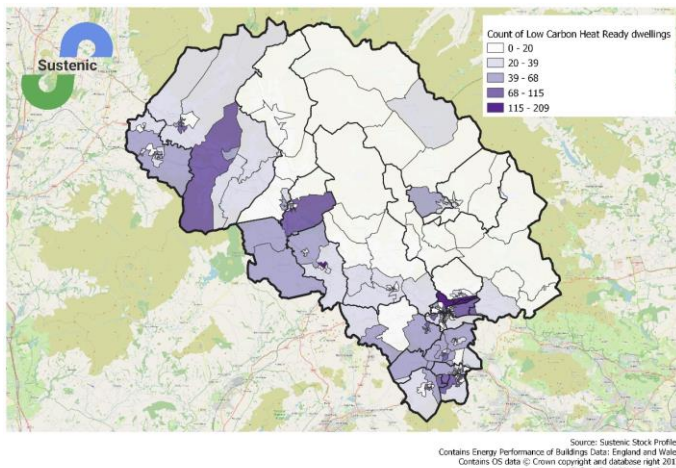 Sustenic
Count of Low Carbon Heat Ready dwellings
0 - 20
20 - 39
39 - 68
68 - 115
115 - 209
Source: Sustenic Stock Profile
Contains Energy Performance of Buildings Data: England and Wale
Contains OS data © Crown copyright and database right 201